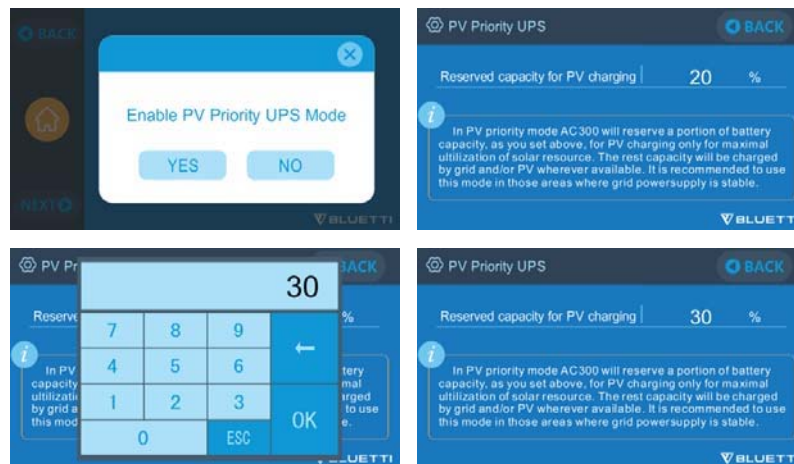 BACK
Enable PV Priority UPS Mode
YES NO
NEXT
BLUETTI
PV Priority UPS
BACK
Reserved capacity for PV charging 20 %
i
In PV priority mode AC300 will reserve a portion of battery
capacity, as you set above, for PV charging only for maximal
ultilization of solar resource. The rest capacity will be charged
by grid and/or PV wherever available. It is recommended to use
this mode in those areas where grid powersupply is stable.
BLUETT
PV Pr
BACK
30
Reserve %
7 8 9
4 5 6
1 2 3
0 ESC OK
i
In PV tery
capacity mal
ultilizati arged
by grid a to use
this mod e.
LUETTI
PV Priority UPS
BACK
Reserved capacity for PV charging 30 %
i
In PV priority mode AC300 will reserve a portion of battery
capacity, as you set above, for PV charging only for maximal
ultilization of solar resource. The rest capacity will be charged
by grid and/or PV wherever available. It is recommended to use
this mode in those areas where grid powersupply is stable.
BLUETT